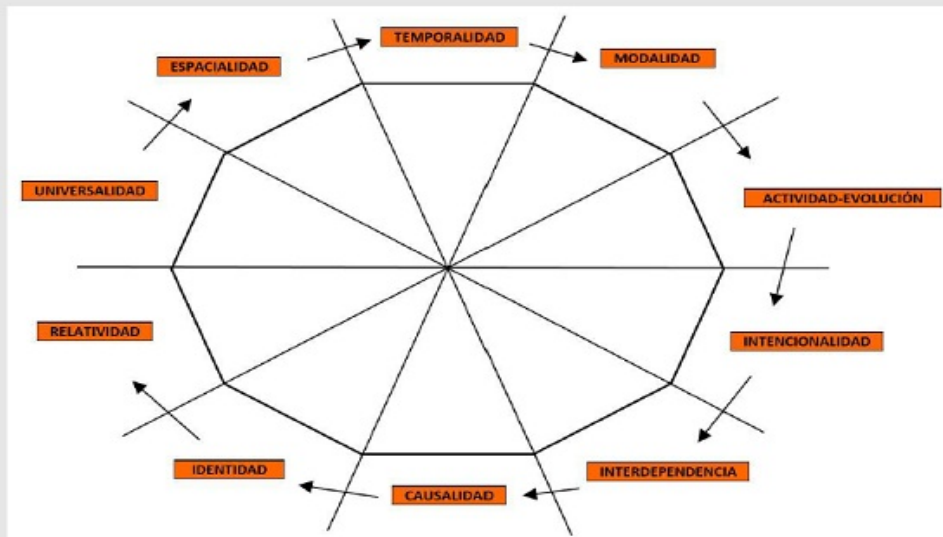 TEMPORALIDAD
MODALIDAD
ESPACIALIDAD
UNIVERSALIDAD
ACTIVIDAD-EVOLUCIÓN
RELATIVIDAD
INTENCIONALIDAD
IDENTIDAD
INTERDEPENDENCIA
CAUSALIDAD